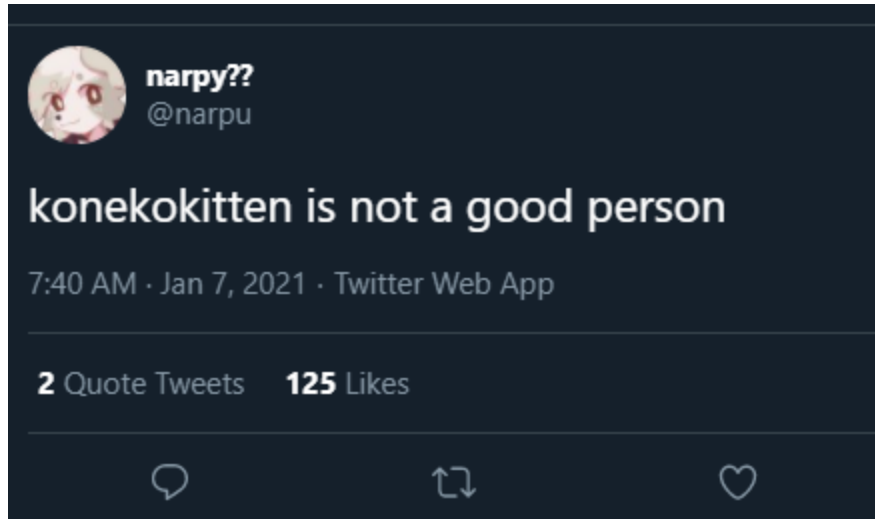 narpy??
@narpu
konekokitten is not a good person
7:40 AM · Jan 7, 2021 · Twitter Web App
2 Quote Tweets 125 Likes